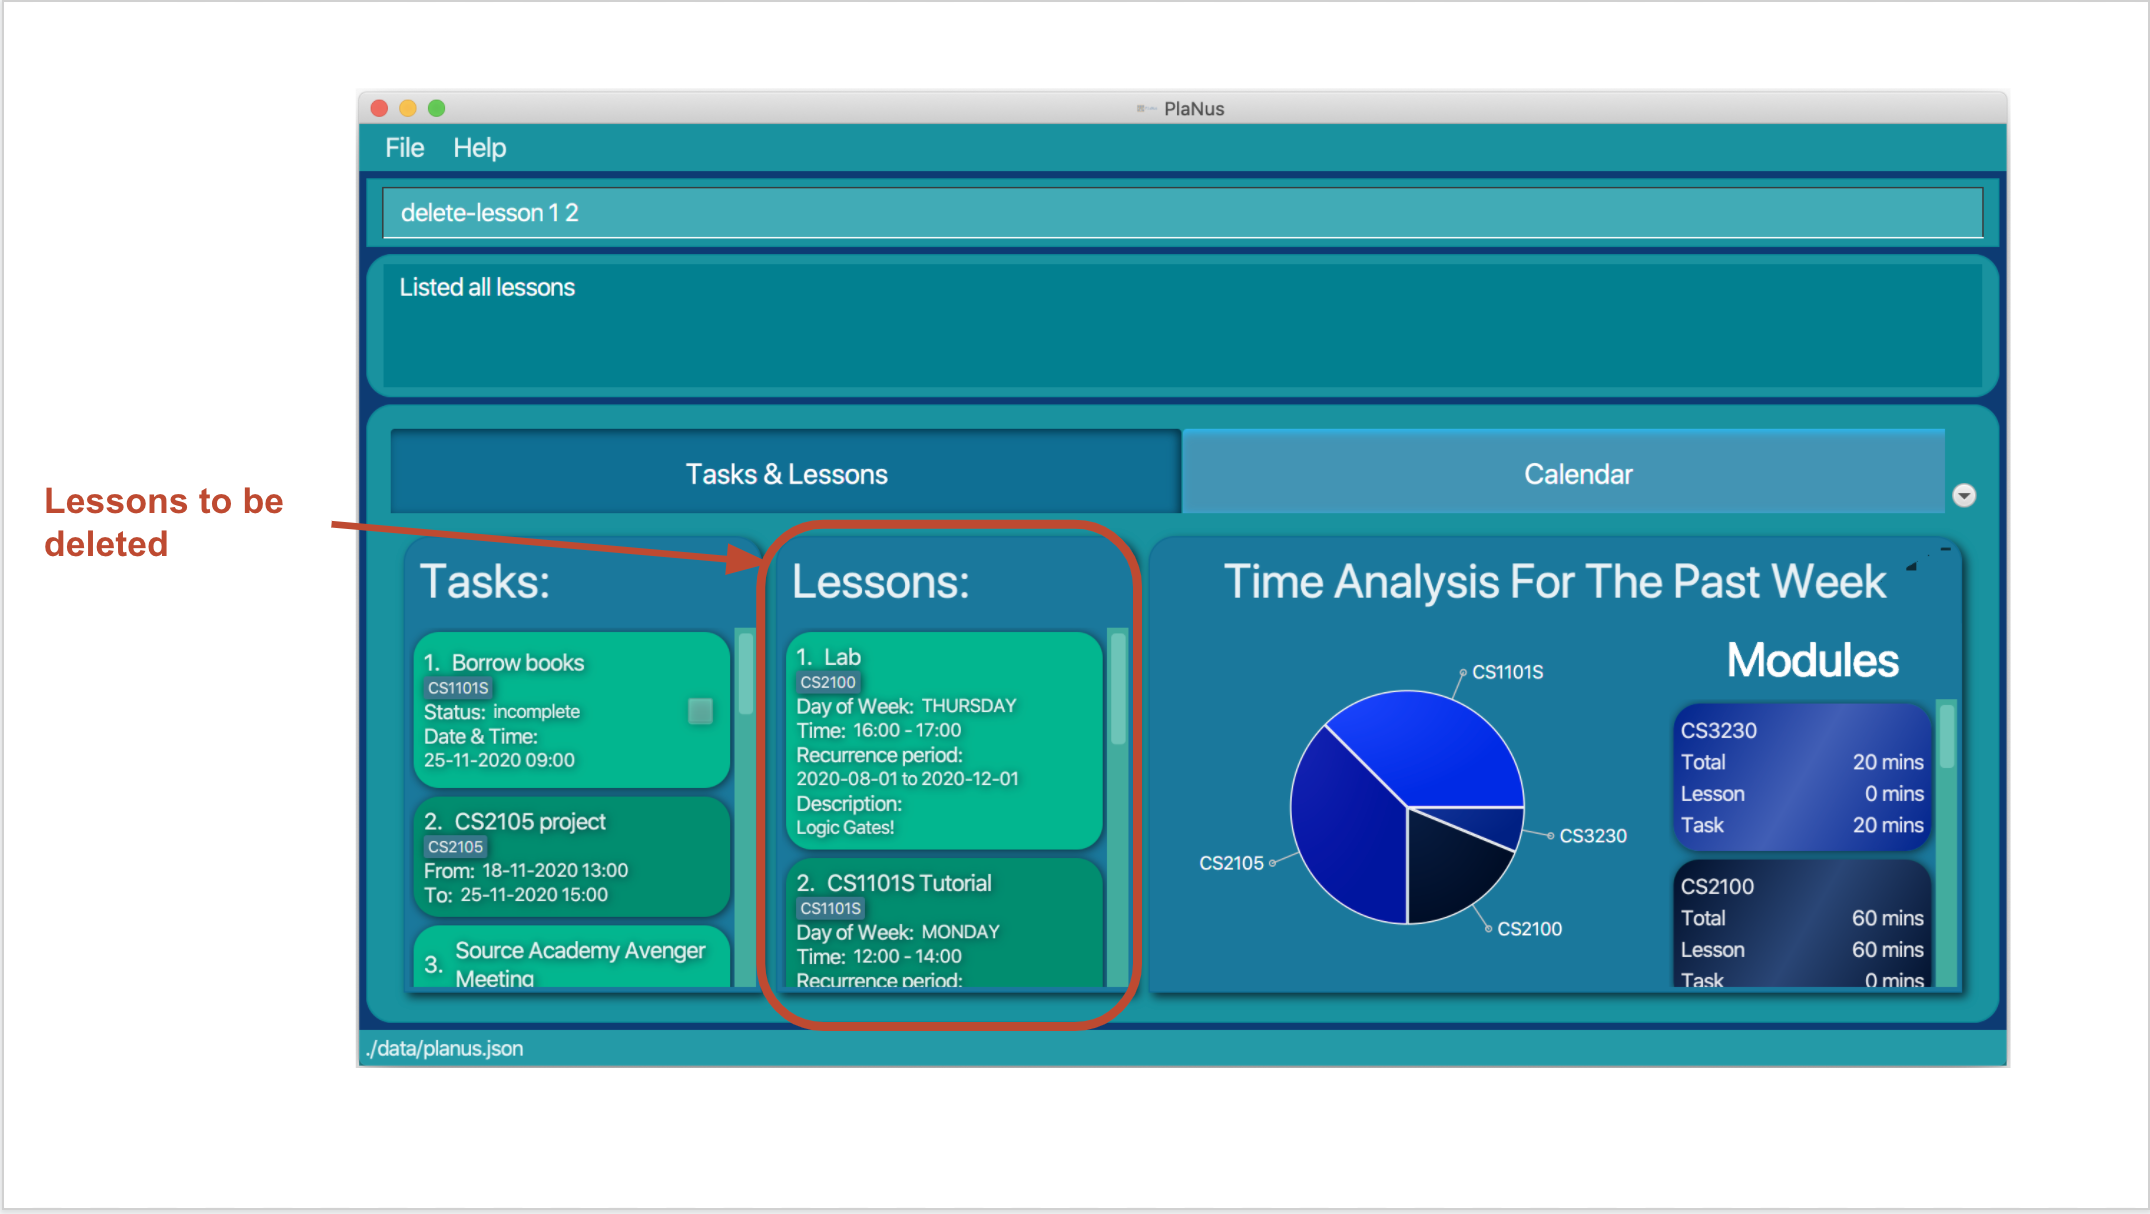 PlaNus
File Help
delete-lesson 1 2
Listed all lessons
Tasks & Lessons
Calendar
Lessons to be
deleted
Tasks:
1. Borrow books
CS1101S
Status: incomplete
Date & Time:
25-11-2020 09:00
2. CS2105 project
CS2105
From: 18-11-2020 13:00
To: 25-11-2020 15:00
3. Source Academy Avenger
Meeting
Lessons:
1. Lab
CS2100
Day of Week: THURSDAY
Time: 16:00 - 17:00
Recurrence period:
2020-08-01 to 2020-12-01
Description:
Logic Gates!
2. CS1101S Tutorial
CS1101S
Day of Week: MONDAY
Time: 12:00 - 14:00
Recurrence period:
Time Analysis For The Past Week
CS1101S
CS3230
CS2105
CS2100
Modules
CS3230
Total 20 mins
Lesson 0 mins
Task 20 mins
CS2100
Total 60 mins
Lesson 60 mins
Task 0 mins
./data/planus.json